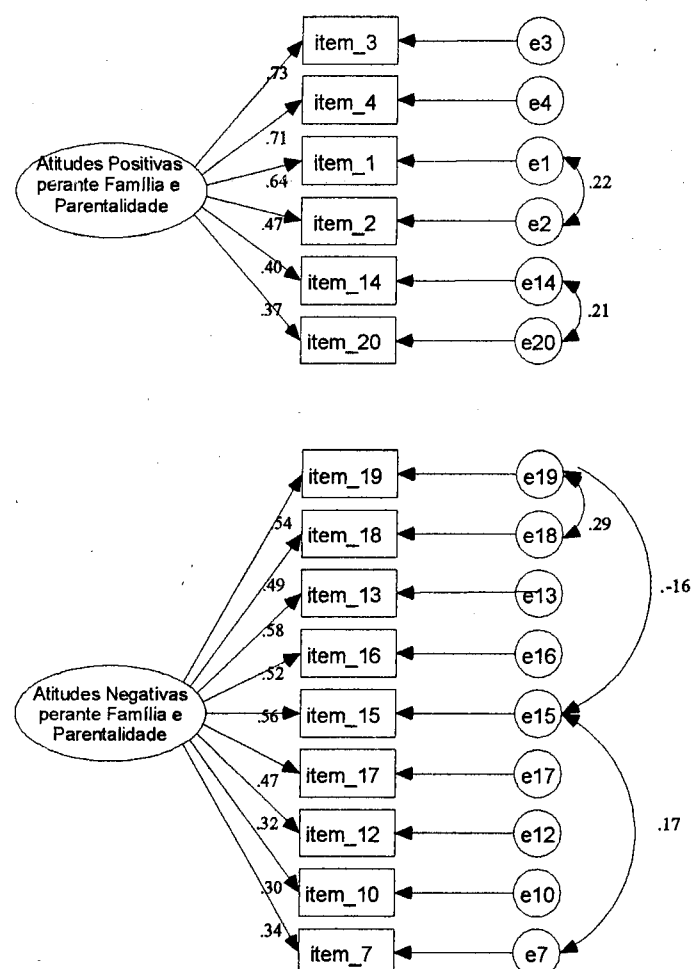 item_3
e3
.73
item_4
e4
.71
Atitudes Positivas
perante Família e
Parentalidade
item_1
e1
.64
.22
item_2
e2
.47
item_14
e14
.40
.21
item_20
e20
.37
item_19
e19
.54
.29
item_18
e18
.49
.-16
item_13
e13
.58
item_16
e16
.52
Atitudes Negativas
perante Família e
Parentalidade
item_15
e15
.56
item_17
e17
.47
.17
item_12
e12
.32
item_10
e10
.30
item_7
e7
.34